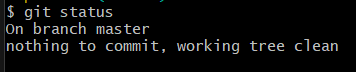 $ git status
On branch master
nothing to commit, working tree clean